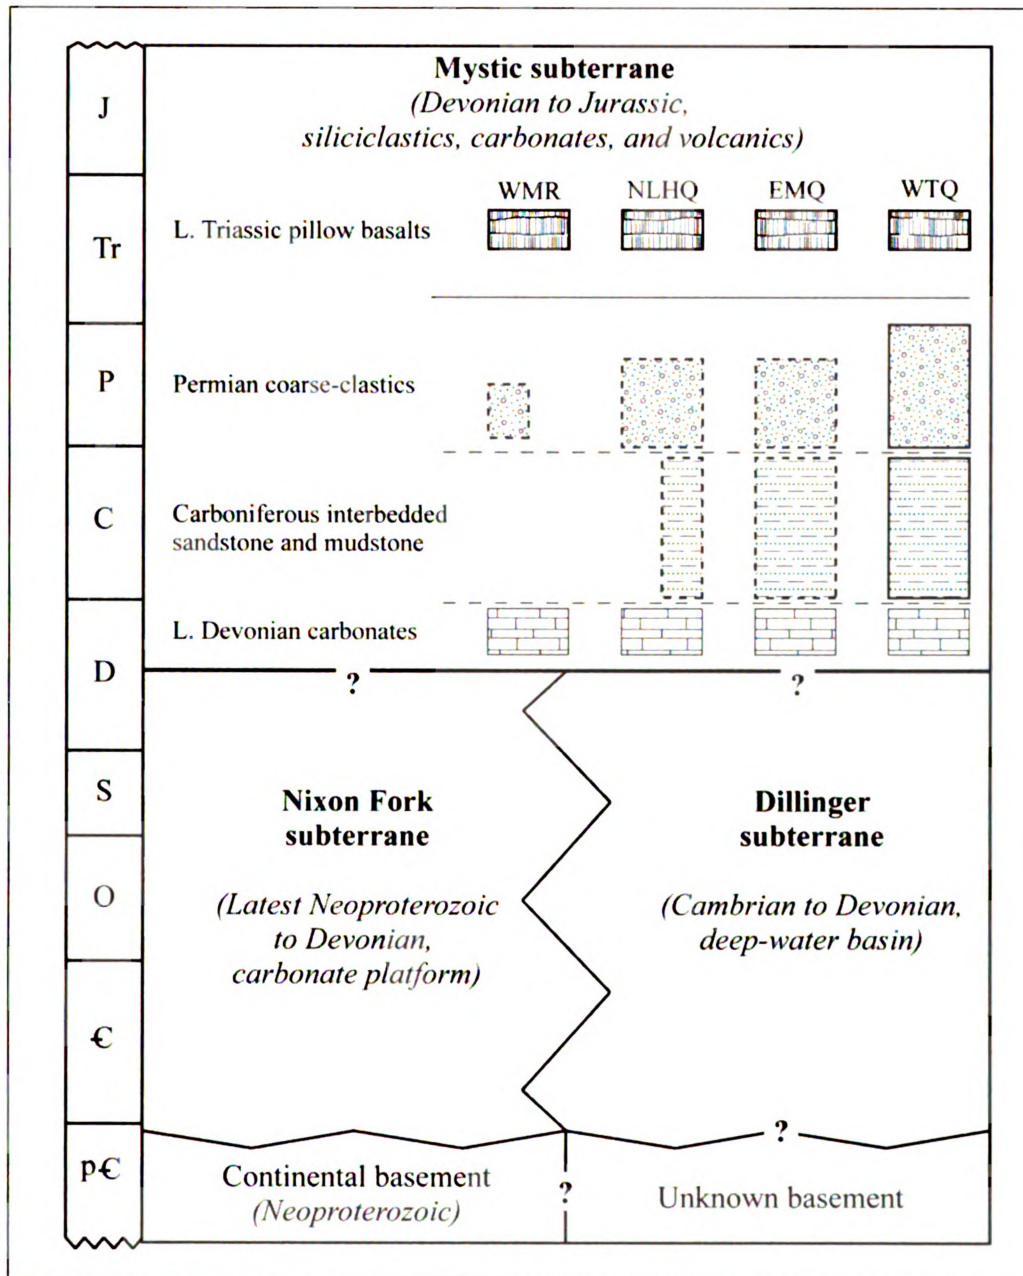 J
Tr
P
C
D
S
O
Є
pЄ
Mystic subterrane
(Devonian to Jurassic,
siliciclastics, carbonates, and volcanics)
WMR NLHQ EMQ WTQ
L. Triassic pillow basalts
Permian coarse-clastics
Carboniferous interbedded
sandstone and mudstone
L. Devonian carbonates
? ?
Nixon Fork
subterrane
(Latest Neoproterozoic
to Devonian,
carbonate platform)
Dillinger
subterrane
(Cambrian to Devonian,
deep-water basin)
?
Continental basement
(Neoproterozoic)
?
Unknown basement